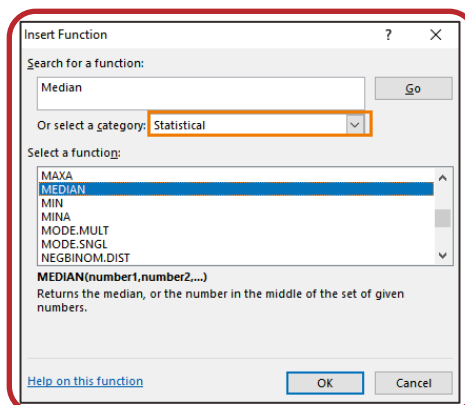 Insert Function ? X
Search for a function:
Median
Go
Or select a category: Statistical
Select a function:
MAXA
MEDIAN
MIN
MINA
MODE.MULT
MODE.SNGL
NEGBINOM.DIST
MEDIAN(number1,number2,...)
Returns the median, or the number in the middle of the set of given
numbers.
Help on this function
OK
Cancel